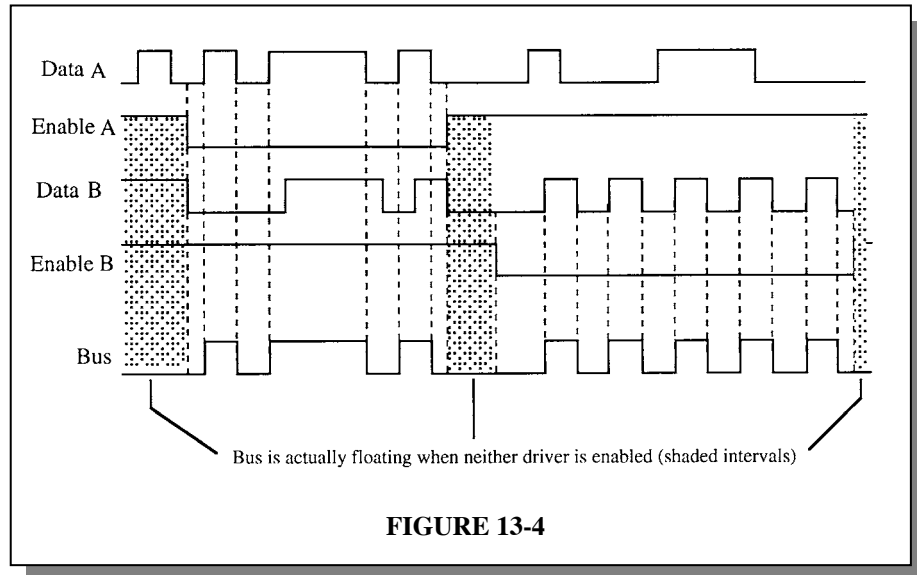 Data A
Enable A
Data B
Enable B
Bus
Bus is actually floating when neither driver is enabled (shaded intervals)
FIGURE 13-4